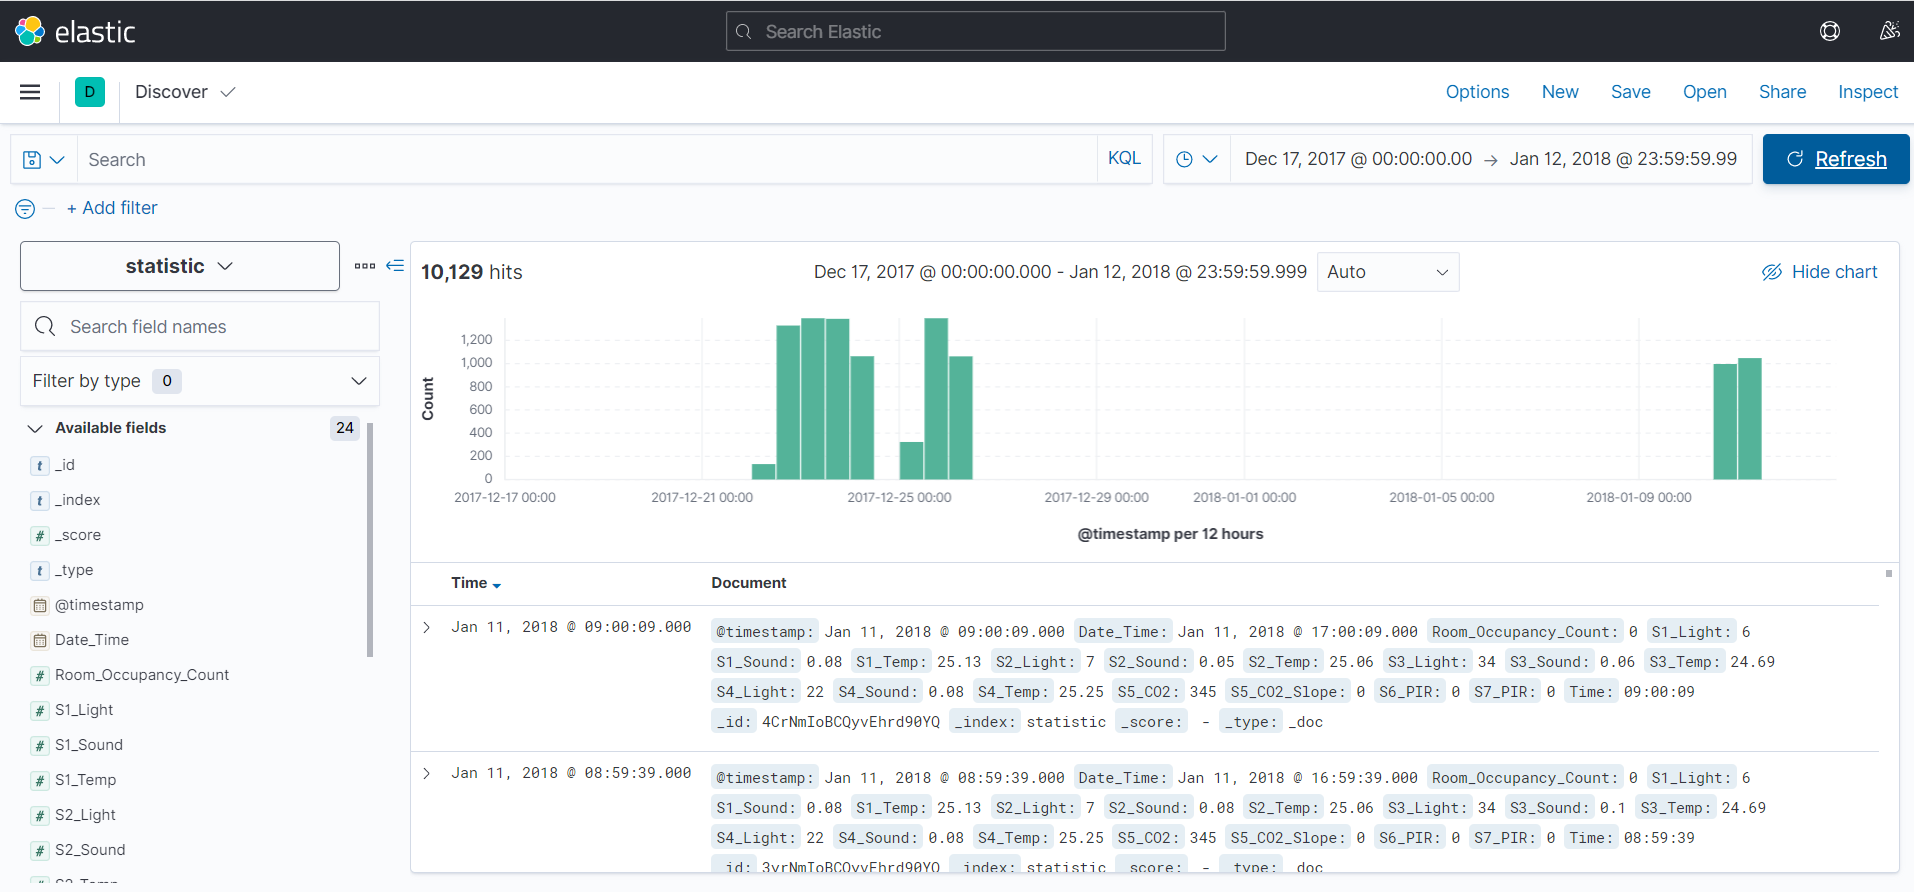 elastic
Search Elastic
D
Discover
Options New Save Open Share Inspect
Search
KQL
Dec 17, 2017 @ 00:00:00.00 → Jan 12, 2018 @ 23:59:59.99
Refresh
+ Add filter
statistic
Search field names
Filter by type 0
Available fields 24
t _id
t _index
# _score
t _type
@timestamp
Date_Time
# Room_Occupancy_Count
# S1_Light
# S1_Sound
# S1_Temp
# S2_Light
# S2_Sound
10,129 hits
Dec 17, 2017 @ 00:00:00.000 - Jan 12, 2018 @ 23:59:59.999
Auto
Hide chart
Count
1,200
1,000
800
600
400
200
0
2017-12-17 00:00 2017-12-21 00:00 2017-12-25 00:00 2017-12-29 00:00 2018-01-01 00:00 2018-01-05 00:00 2018-01-09 00:00
@timestamp per 12 hours
Time Document
Jan 11, 2018 @ 09:00:09.000
@timestamp: Jan 11, 2018 @ 09:00:09.000 Date_Time: Jan 11, 2018 @ 17:00:09.000 Room_Occupancy_Count: 0 S1_Light: 6
S1_Sound: 0.08 S1_Temp: 25.13 S2_Light: 7 S2_Sound: 0.05 S2_Temp: 25.06 S3_Light: 34 S3_Sound: 0.06 S3_Temp: 24.69
S4_Light: 22 S4_Sound: 0.08 S4_Temp: 25.25 S5_CO2: 345 S5_CO2_Slope: 0 S6_PIR: 0 S7_PIR: 0 Time: 09:00:09
_id: 4CrNmIoBCQyvEhrd90YQ _index: statistic _score: - _type: _doc
Jan 11, 2018 @ 08:59:39.000
@timestamp: Jan 11, 2018 @ 08:59:39.000 Date_Time: Jan 11, 2018 @ 16:59:39.000 Room_Occupancy_Count: 0 S1_Light: 6
S1_Sound: 0.08 S1_Temp: 25.13 S2_Light: 7 S2_Sound: 0.08 S2_Temp: 25.06 S3_Light: 34 S3_Sound: 0.1 S3_Temp: 24.69
S4_Light: 22 S4_Sound: 0.08 S4_Temp: 25.25 S5_CO2: 345 S5_CO2_Slope: 0 S6_PIR: 0 S7_PIR: 0 Time: 08:59:39
_id: 3yrNmIoBCQyvEhrd90YQ _index: statistic _score: - _type: _doc